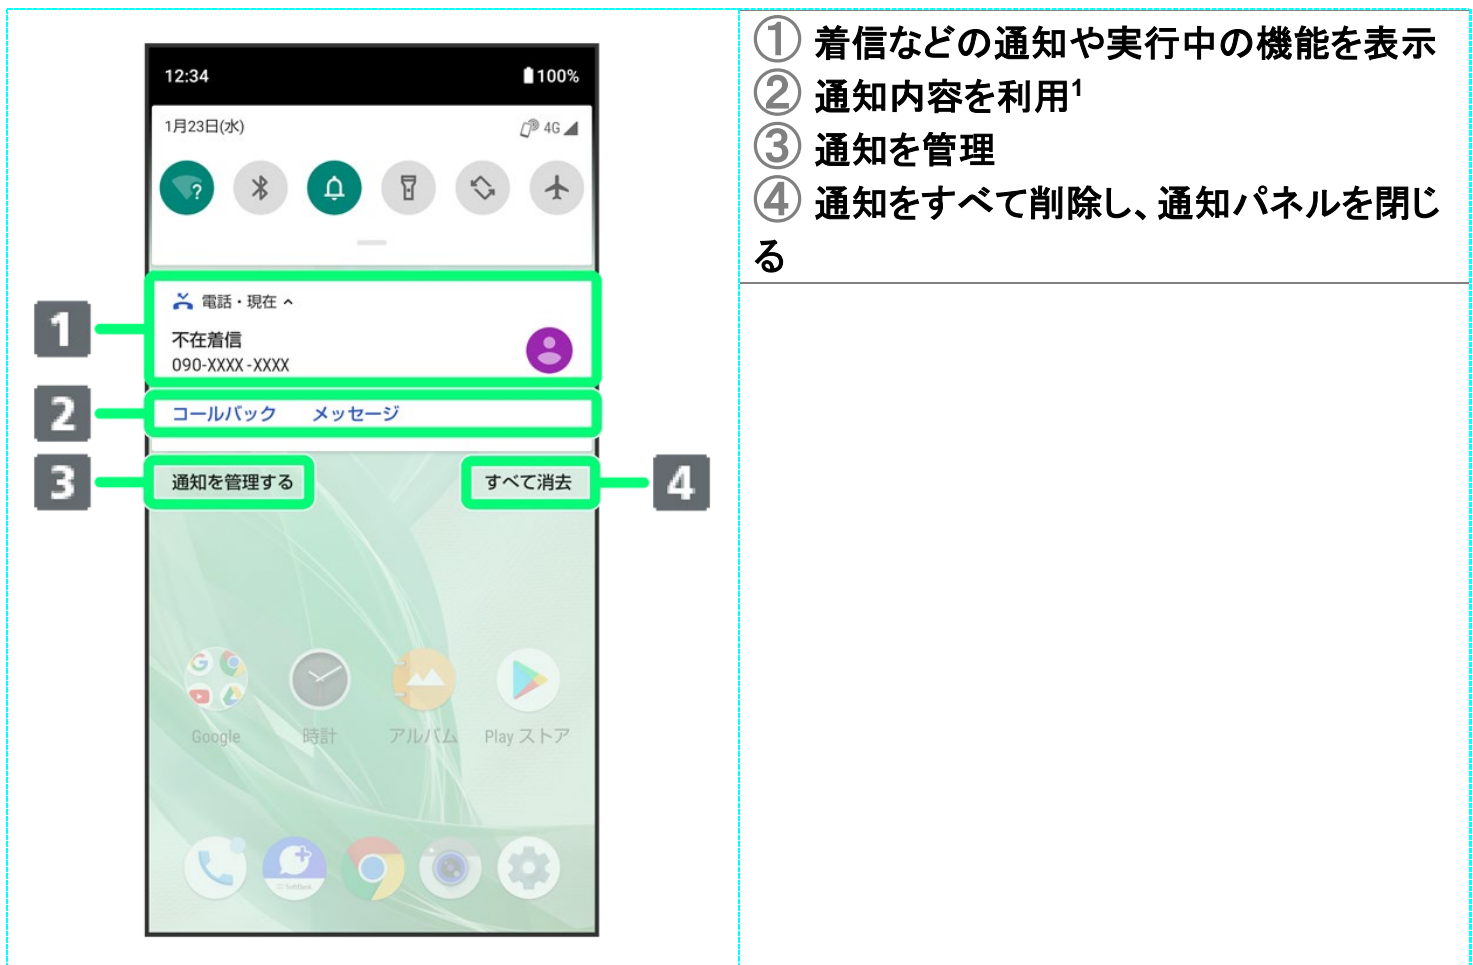 12:34 100%
1月23日(水) 4G
?
電話・現在
不在着信
090-XXXX-XXXX
コールバック メッセージ
通知を管理する すべて消去
1
2
3
4
Google 時計 アルバム Play ストア
SoftBank
① 着信などの通知や実行中の機能を表示
② 通知内容を利用1
③ 通知を管理
④ 通知をすべて削除し、通知パネルを閉じ
る